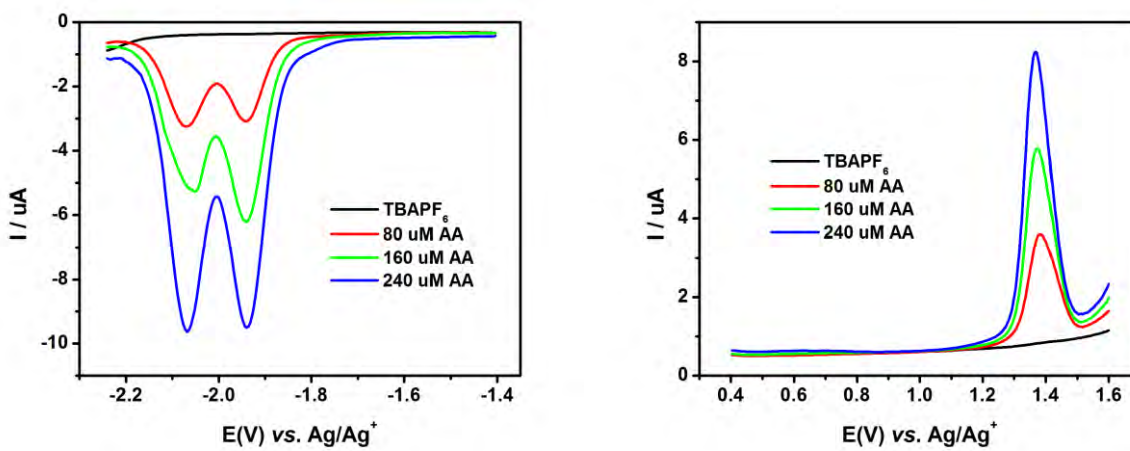 0
-2
-4
-6
-8
-10
I / uA
TBAPF₆
80 uM AA
160 uM AA
240 uM AA
-2.2 -2.0 -1.8 -1.6 -1.4
E(V) vs. Ag/Ag⁺
8
6
4
2
0
I / uA
TBAPF₆
80 uM AA
160 uM AA
240 uM AA
0.4 0.6 0.8 1.0 1.2 1.4 1.6
E(V) vs. Ag/Ag⁺